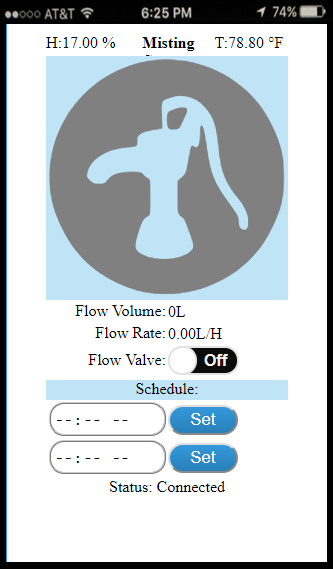 AT&T 6:25 PM 74%
H:17.00 % Misting T:78.80 °F
Flow Volume: 0L
Flow Rate: 0.00L/H
Flow Valve: Off
Schedule:
--:-- -- Set
--:-- -- Set
Status: Connected